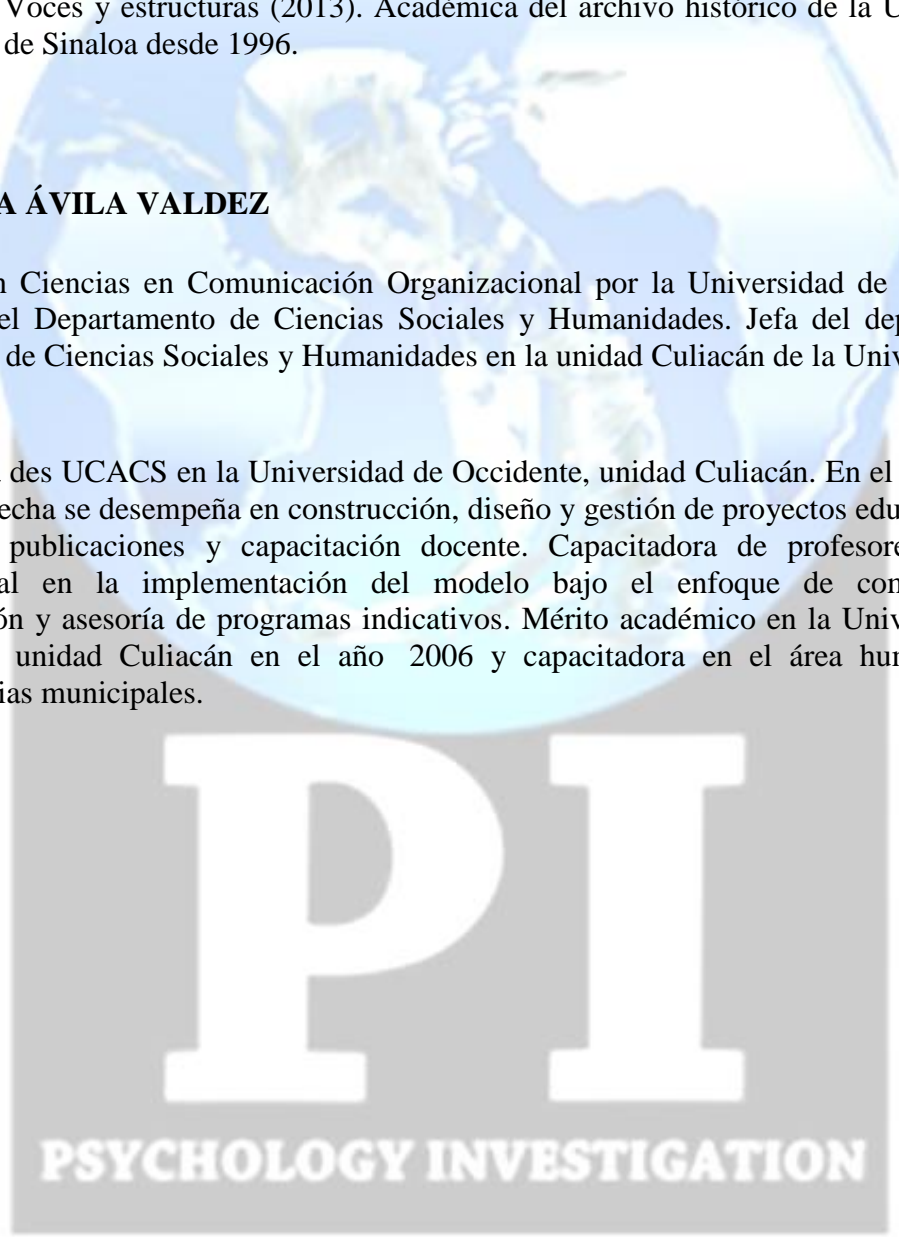 Voces y estructuras (2013). Académica del archivo histórico de la U
de Sinaloa desde 1996.
A ÁVILA VALDEZ
n Ciencias en Comunicación Organizacional por la Universidad de
el Departamento de Ciencias Sociales y Humanidades. Jefa del dep
de Ciencias Sociales y Humanidades en la unidad Culiacán de la Univ
des UCACS en la Universidad de Occidente, unidad Culiacán. En el
echa se desempeña en construcción, diseño y gestión de proyectos edu
publicaciones y capacitación docente. Capacitadora de profesore
al en la implementación del modelo bajo el enfoque de con
ón y asesoría de programas indicativos. Mérito académico en la Univ
unidad Culiacán en el año 2006 y capacitadora en el área hum
ias municipales.
PI
PSYCHOLOGY INVESTIGATION